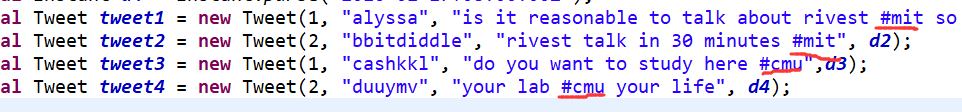 al Tweet tweet1 = new Tweet(1, "alyssa", "is it reasonable to talk about rivest #mit so
al Tweet tweet2 = new Tweet(2, "bbitdiddle", "rivest talk in 30 minutes #mit", d2);
al Tweet tweet3 = new Tweet(1, "cashkkl", "do you want to study here #cmu",d3);
al Tweet tweet4 = new Tweet(2, "duuymv", "your lab #cmu your life", d4);